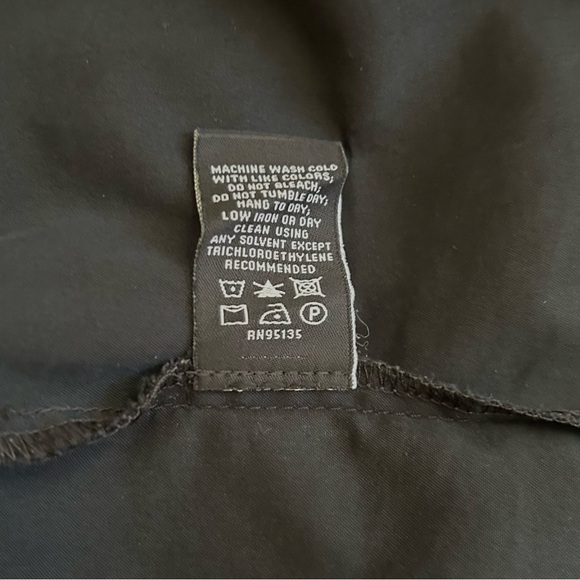 MACHINE WASH COLD
WITH LIKE COLORS;
DO NOT BLEACH;
DO NOT TUMBLE DRY;
HANG TO DRY;
LOW IRON OR DRY
CLEAN USING
ANY SOLVENT EXCEPT
TRICHLOROETHYLENE
RECOMMENDED
P
RN95135